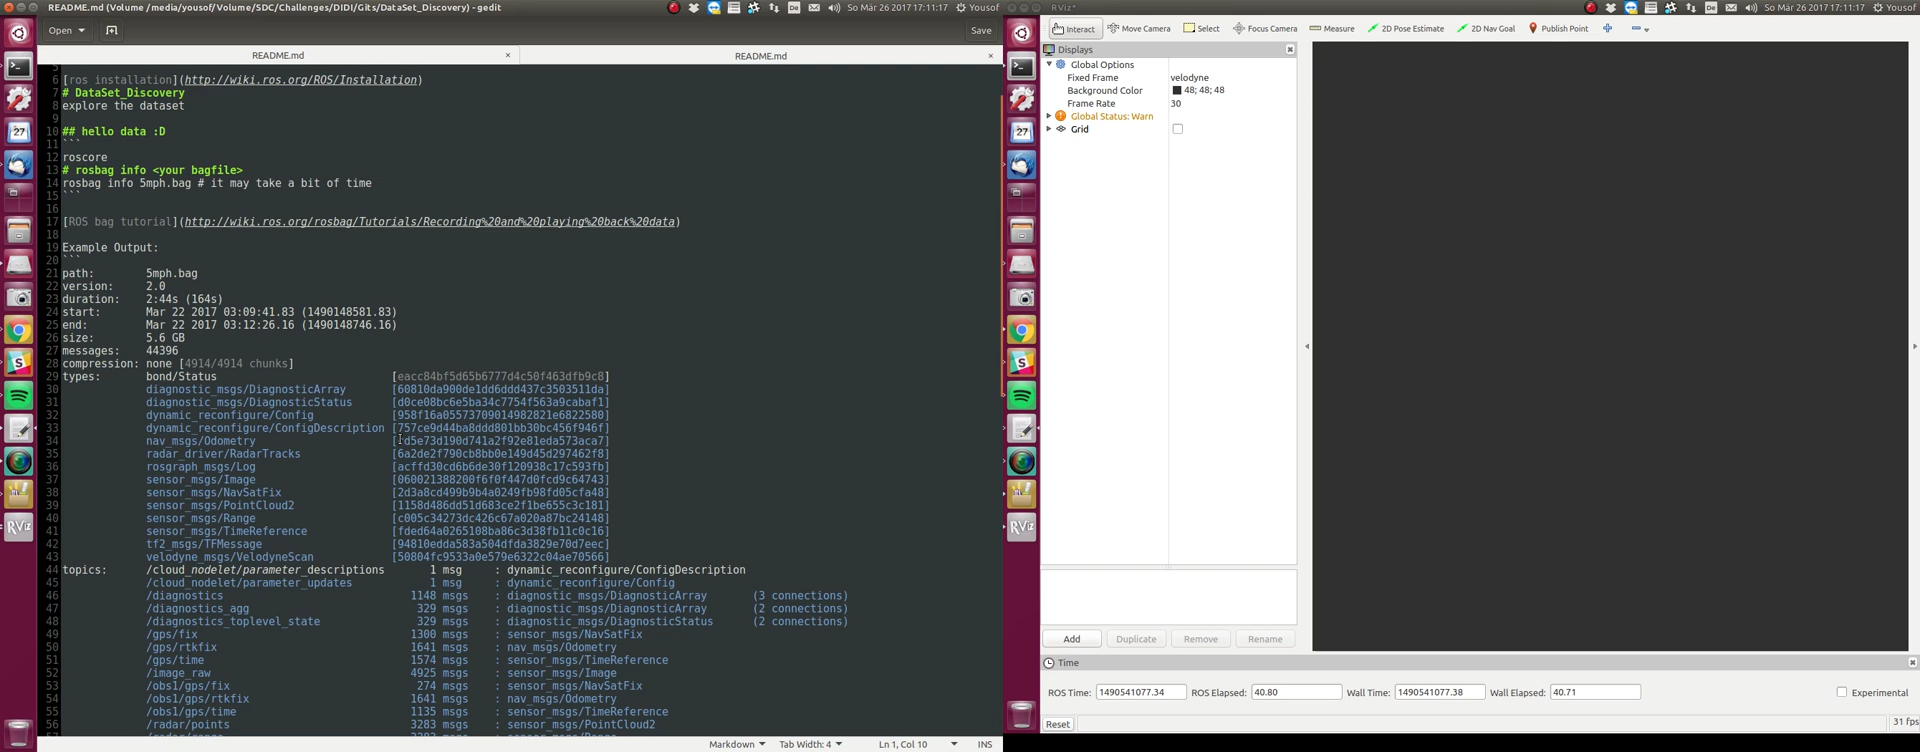 README.md (Volume /media/yousof/Volume/SDC/Challenges/DIDI/Gits/DataSet_Discovery) - gedit
De
So Mär 26 2017 17:11:17
Yousof
Open
Save
README.md
README.md
5
6 [ros installation](http://wiki.ros.org/ROS/Installation)
7 # DataSet_Discovery
8 explore the dataset
9
10 ## hello data :D
11 ```
12 roscore
13 # rosbag info <your bagfile>
14 rosbag info 5mph.bag # it may take a bit of time
15 ```
16
17 [ROS bag tutorial](http://wiki.ros.org/rosbag/Tutorials/Recording%20and%20playing%20back%20data)
18
19 Example Output:
20 ```
21 path: 5mph.bag
22 version: 2.0
23 duration: 2:44s (164s)
24 start: Mar 22 2017 03:09:41.83 (1490148581.83)
25 end: Mar 22 2017 03:12:26.16 (1490148746.16)
26 size: 5.6 GB
27 messages: 44396
28 compression: none [4914/4914 chunks]
29 types: bond/Status [eacc84bf5d65b6777d4c50f463dfb9c8]
30 diagnostic_msgs/DiagnosticArray [60810da900de1dd6ddd437c3503511da]
31 diagnostic_msgs/DiagnosticStatus [d0ce08bc6e5ba34c7754f563a9cabaf1]
32 dynamic_reconfigure/Config [958f16a05573709014982821e6822580]
33 dynamic_reconfigure/ConfigDescription [757ce9d44ba8ddd801bb30bc456f946f]
34 nav_msgs/Odometry d5e73d190d741a2f92e81eda573aca7]
35 radar_driver/RadarTracks [6a2de2f790cb8bb0e149d45d297462f8]
36 rosgraph_msgs/Log [acffd30cd6b6de30f120938c17c593fb]
37 sensor_msgs/Image [060021388200f6f0f447d0fcd9c64743]
38 sensor_msgs/NavSatFix [2d3a8cd499b9b4a0249fb98fd05cfa48]
39 sensor_msgs/PointCloud2 [1158d486dd51d683ce2f1be655c3c181]
40 sensor_msgs/Range [c005c34273dc426c67a020a87bc24148]
41 sensor_msgs/TimeReference [fded64a0265108ba86c3d38fb11c0c16]
42 tf2_msgs/TFMessage [94810edda583a504dfda3829e70d7eec]
43 velodyne_msgs/VelodyneScan [50804fc9533a0e579e6322c04ae70566]
44 topics: /cloud_nodelet/parameter_descriptions 1 msg : dynamic_reconfigure/ConfigDescription
45 /cloud_nodelet/parameter_updates 1 msg : dynamic_reconfigure/Config
46 /diagnostics 1148 msgs : diagnostic_msgs/DiagnosticArray (3 connections)
47 /diagnostics_agg 329 msgs : diagnostic_msgs/DiagnosticArray (2 connections)
48 /diagnostics_toplevel_state 329 msgs : diagnostic_msgs/DiagnosticStatus (2 connections)
49 /gps/fix 1300 msgs : sensor_msgs/NavSatFix
50 /gps/rtkfix 1641 msgs : nav_msgs/Odometry
51 /gps/time 1574 msgs : sensor_msgs/TimeReference
52 /image_raw 4925 msgs : sensor_msgs/Image
53 /obs1/gps/fix 274 msgs : sensor_msgs/NavSatFix
54 /obs1/gps/rtkfix 1641 msgs : nav_msgs/Odometry
55 /obs1/gps/time 1135 msgs : sensor_msgs/TimeReference
56 /radar/points 3283 msgs : sensor_msgs/PointCloud2
Markdown
Tab Width: 4
Ln 1, Col 10
INS
27
S
RViz
RViz*
De
So Mär 26 2017 17:11:17
Yousof
Interact
Move Camera
Select
Focus Camera
Measure
2D Pose Estimate
2D Nav Goal
Publish Point
Displays
Global Options
Fixed Frame velodyne
Background Color 48; 48; 48
Frame Rate 30
Global Status: Warn
Grid
Add
Duplicate
Remove
Rename
Time
ROS Time: 1490541077.34 ROS Elapsed: 40.80 Wall Time: 1490541077.38 Wall Elapsed: 40.71 Experimental
Reset
31 fps
27
S
RViz